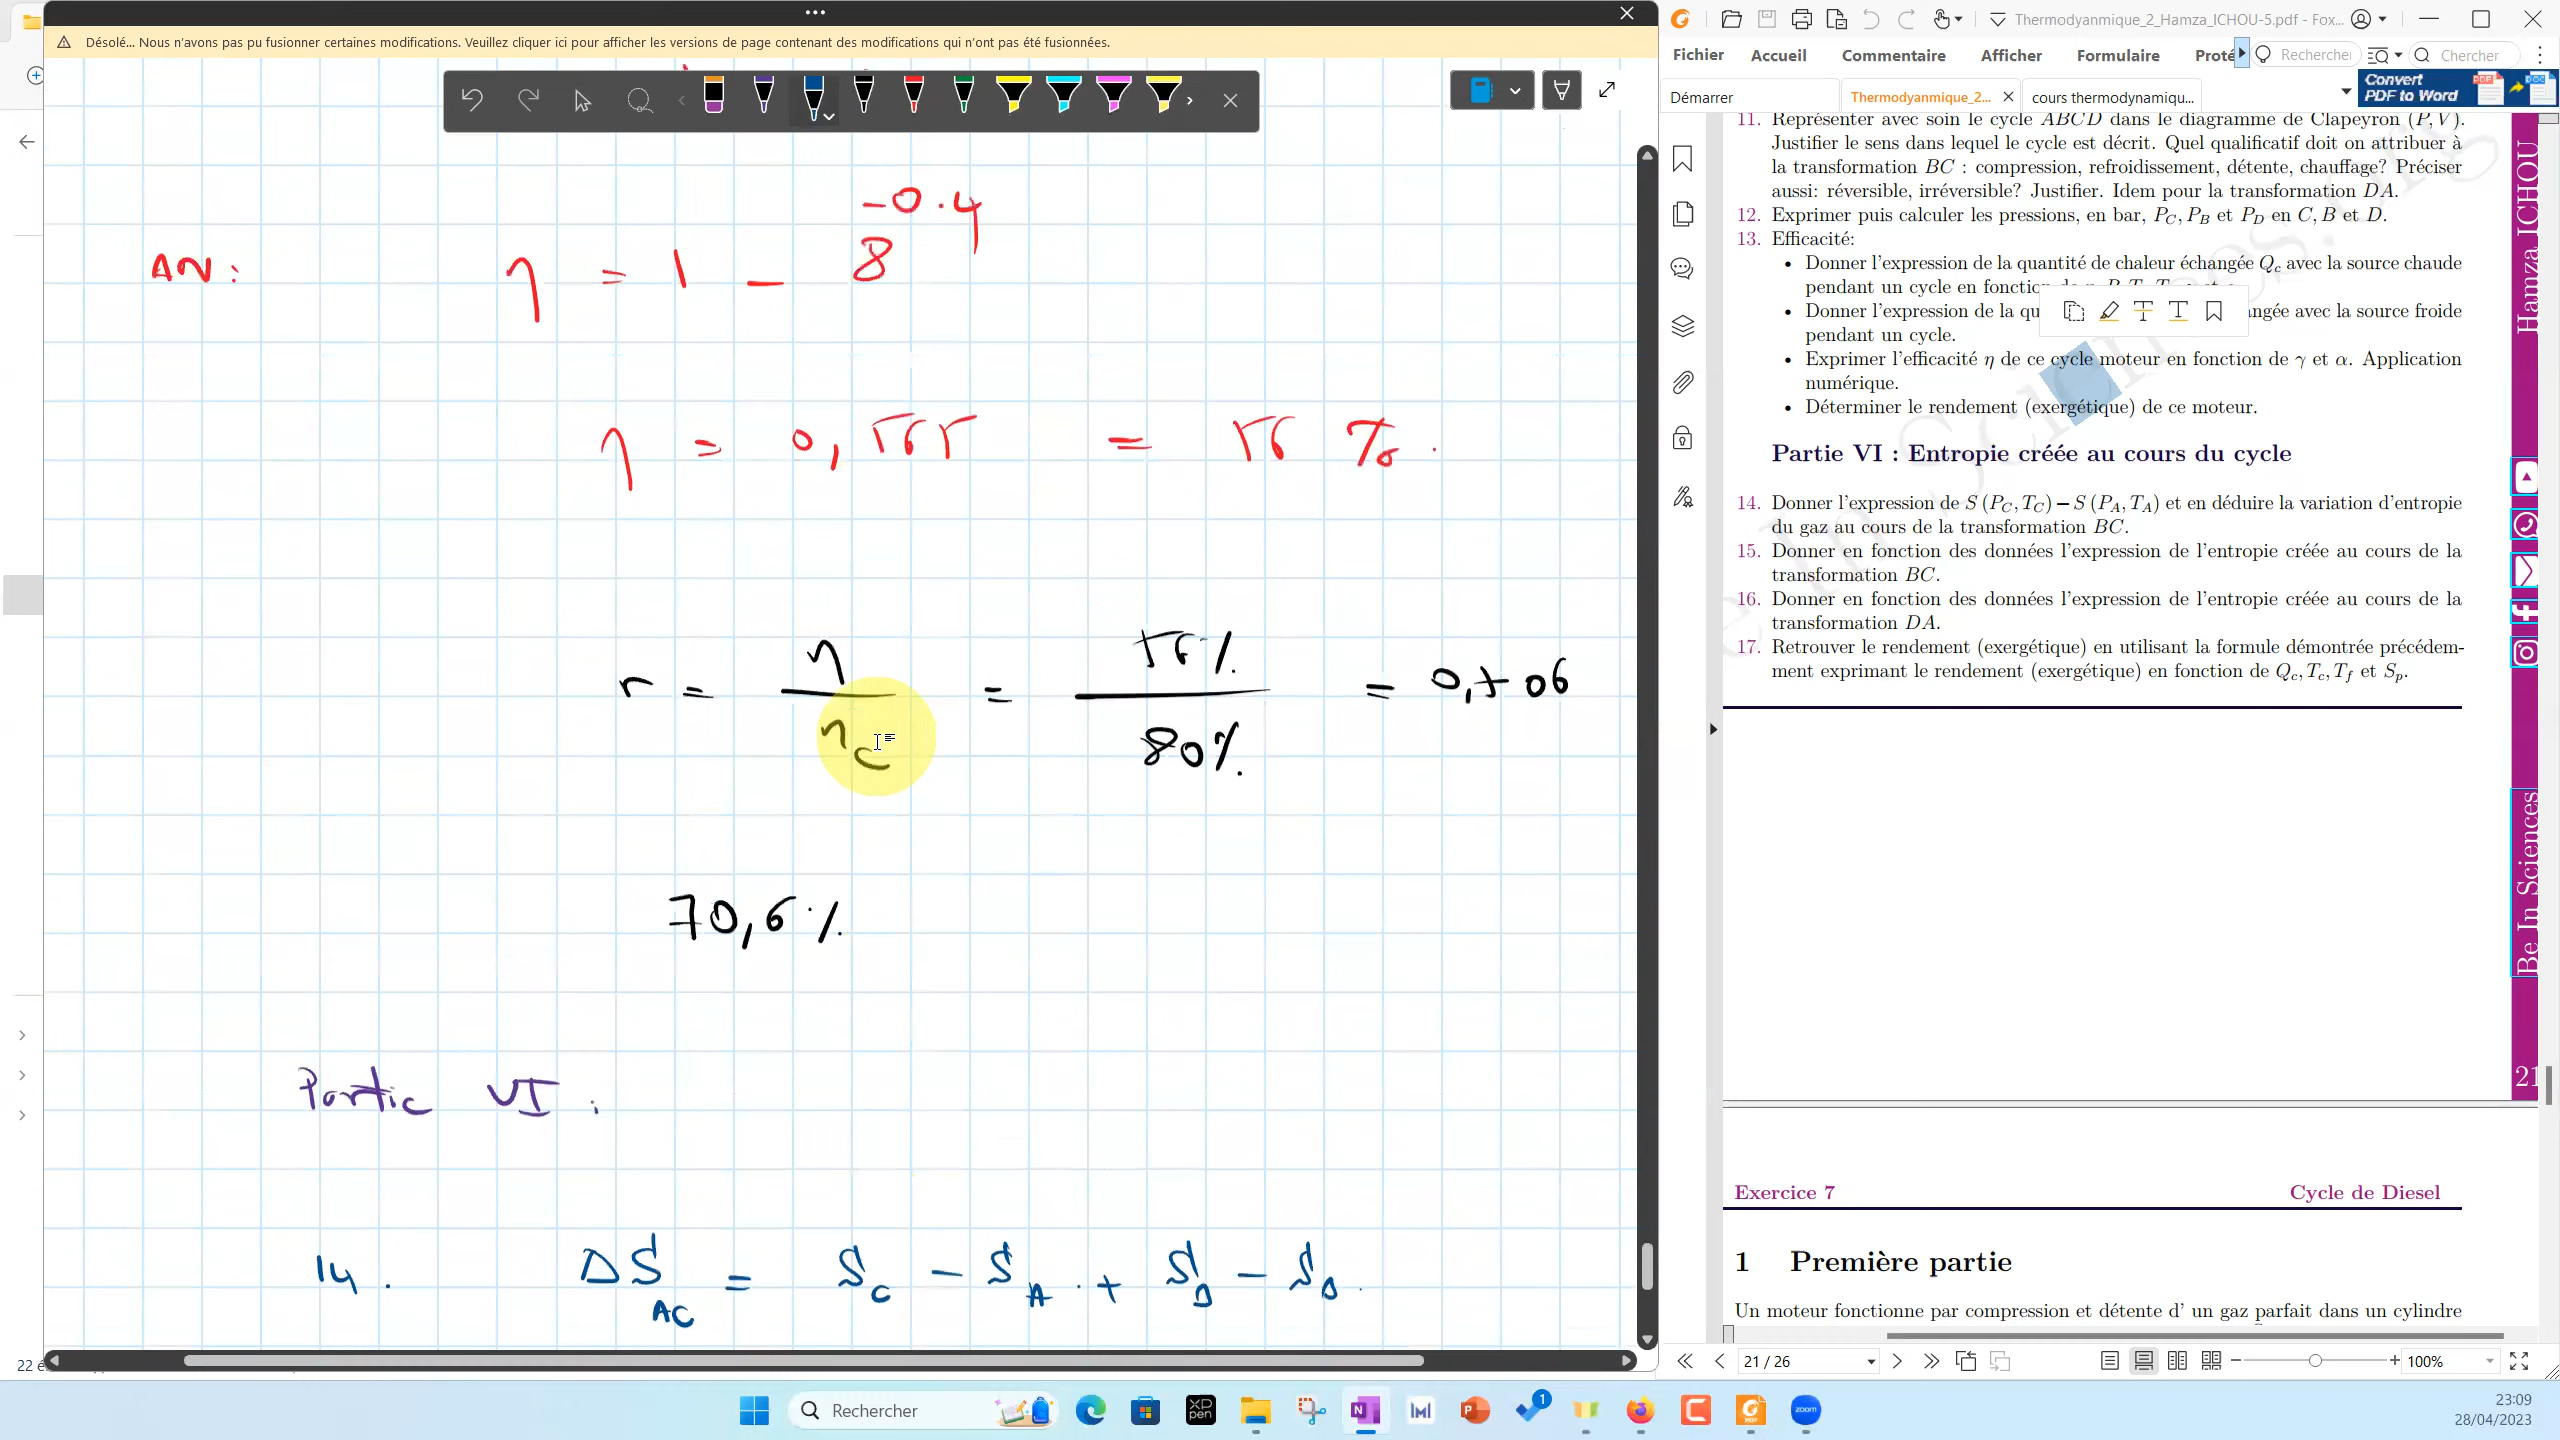 Désolé... Nous n'avons pas pu fusionner certaines modifications. Veuillez cliquer ici pour afficher les versions de page contenant des modifications qui n'ont pas été fusionnées.
AN :
η = 1 - 8^-0.4
η = 0,565 = 56 %.
r = η / ηc = 56% / 80% = 0,706
70,6 %.
Partie VI :
14. ΔS_AC = S_C - S_A + S_D - S_D.
22 é
Thermodyanmique_2_Hamza_ICHOU-5.pdf - Fox...
Fichier Accueil Commentaire Afficher Formulaire Proté Rechercher Chercher
Démarrer Thermodyanmique_2... cours thermodynamiqu...
Convert
PDF to Word
11. Représenter avec soin le cycle ABCD dans le diagramme de Clapeyron (P, V).
Justifier le sens dans lequel le cycle est décrit. Quel qualificatif doit on attribuer à
la transformation BC : compression, refroidissement, détente, chauffage? Préciser
aussi: réversible, irréversible? Justifier. Idem pour la transformation DA.
12. Exprimer puis calculer les pressions, en bar, P_C, P_B et P_D en C, B et D.
13. Efficacité:
• Donner l'expression de la quantité de chaleur échangée Q_c avec la source chaude
pendant un cycle en fonction
• Donner l'expression de la qu angée avec la source froide
pendant un cycle.
• Exprimer l'efficacité η de ce cycle moteur en fonction de γ et α. Application
numérique.
• Déterminer le rendement (exergétique) de ce moteur.
Partie VI : Entropie créée au cours du cycle
14. Donner l'expression de S (P_C, T_C) − S (P_A, T_A) et en déduire la variation d'entropie
du gaz au cours de la transformation BC.
15. Donner en fonction des données l'expression de l'entropie créée au cours de la
transformation BC.
16. Donner en fonction des données l'expression de l'entropie créée au cours de la
transformation DA.
17. Retrouver le rendement (exergétique) en utilisant la formule démontrée précédem-
ment exprimant le rendement (exergétique) en fonction de Q_c, T_c, T_f et S_p.
Hamza ICHOU
Be In Sciences
21
Exercice 7 Cycle de Diesel
1 Première partie
Un moteur fonctionne par compression et détente d' un gaz parfait dans un cylindre
21 / 26
100%
Rechercher
XD
pen
1
zoom
23:09
28/04/2023